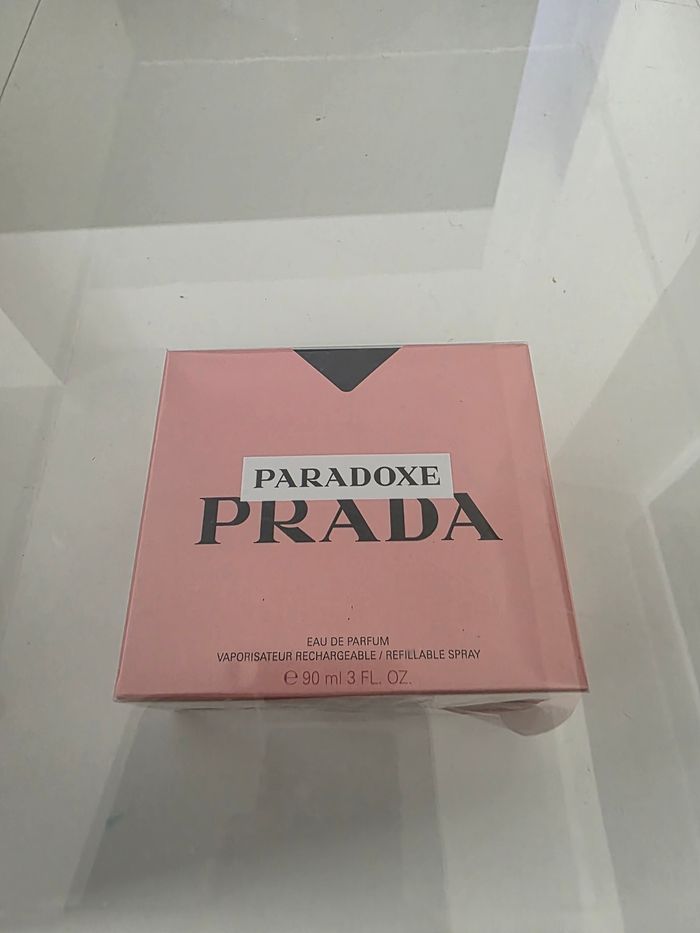 PARADOXE
PRADA
EAU DE PARFUM
VAPORISATEUR RECHARGEABLE / REFILLABLE SPRAY
℮ 90 ml 3 FL. OZ.